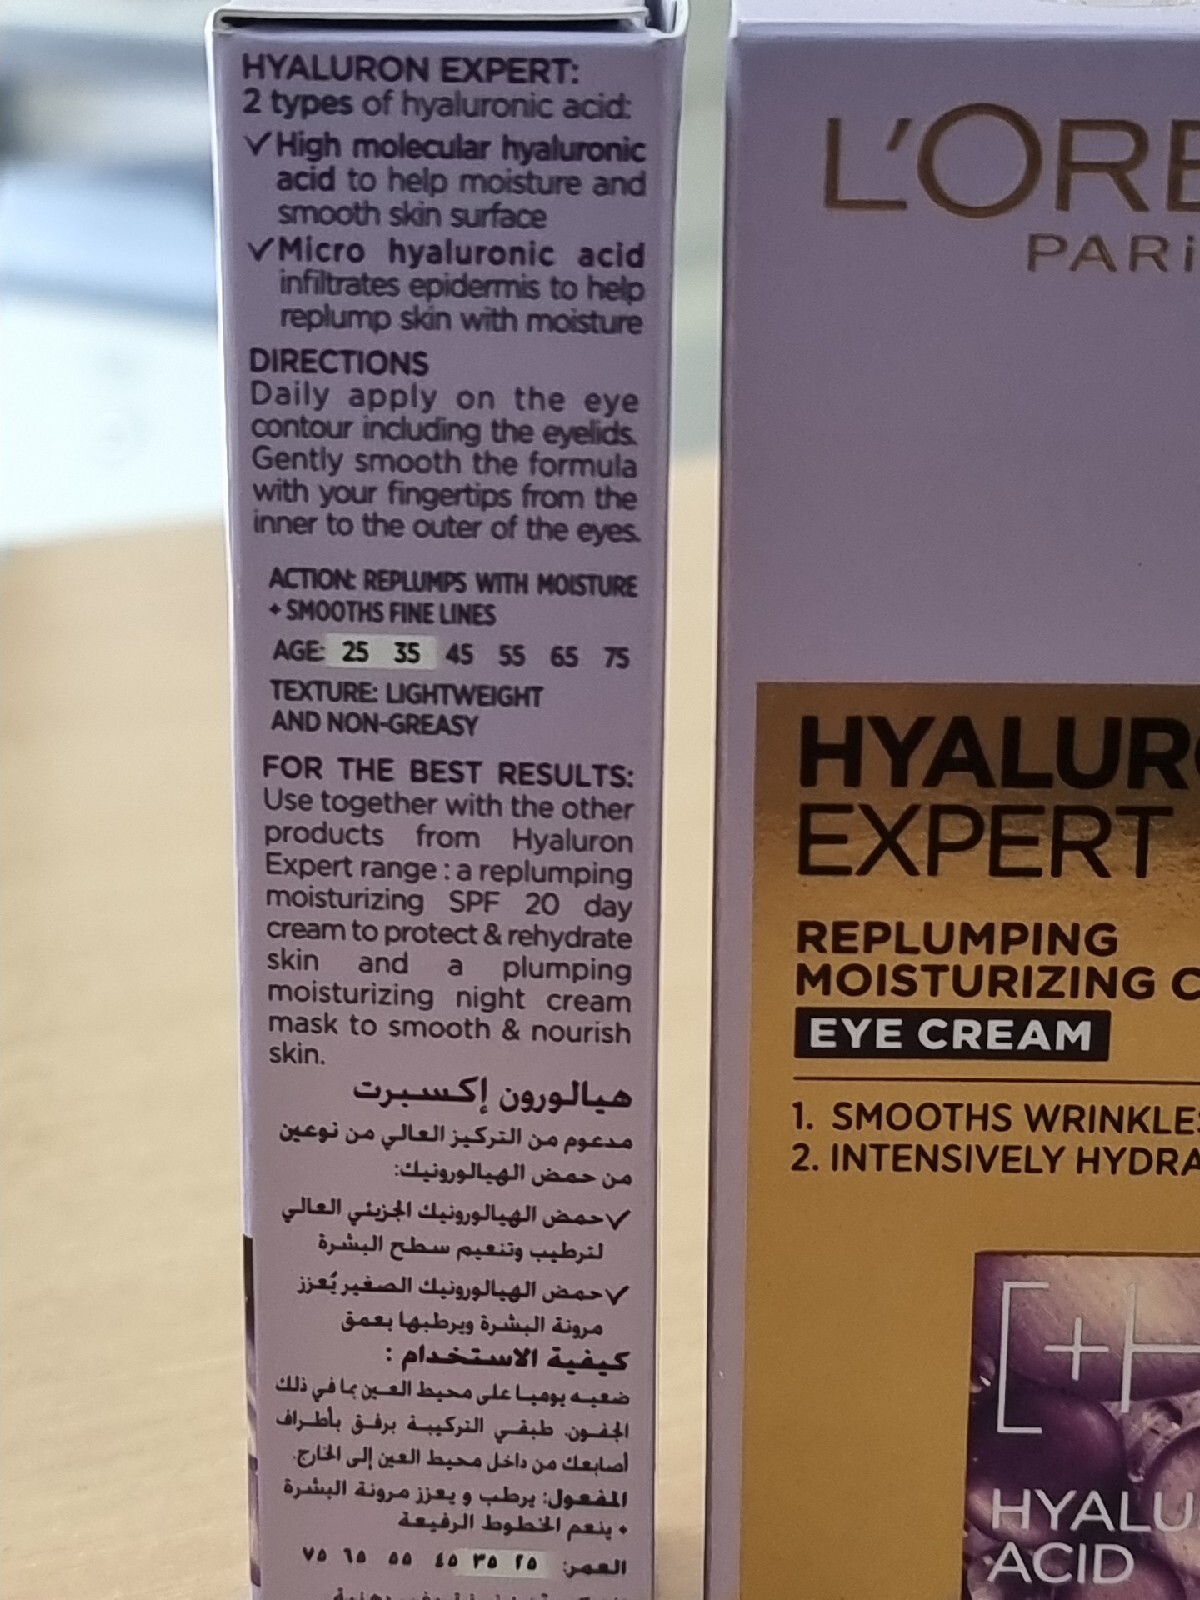 HYALURON EXPERT:
2 types of hyaluronic acid:
✓High molecular hyaluronic
acid to help moisture and
smooth skin surface
✓Micro hyaluronic acid
infiltrates epidermis to help
replump skin with moisture
DIRECTIONS
Daily apply on the eye
contour including the eyelids.
Gently smooth the formula
with your fingertips from the
inner to the outer of the eyes.
ACTION: REPLUMPS WITH MOISTURE
+ SMOOTHS FINE LINES
AGE: 25 35 45 55 65 75
TEXTURE: LIGHTWEIGHT
AND NON-GREASY
FOR THE BEST RESULTS:
Use together with the other
products from Hyaluron
Expert range : a replumping
moisturizing SPF 20 day
cream to protect & rehydrate
skin and a plumping
moisturizing night cream
mask to smooth & nourish
skin.
هيالورون إكسبرت
مدعوم من التركيز العالي من نوعين
من حمض الهيالورونيك:
✓حمض الهيالورونيك الجزيئي العالي
لترطيب وتنعيم سطح البشرة
✓حمض الهيالورونيك الصغير يُعزز
مرونة البشرة ويرطبها بعمق
كيفية الاستخدام :
ضعيه يوميا على محيط العين بما في ذلك
الجفون. طبقي التركيبة برفق بأطراف
أصابعك من داخل محيط العين إلى الخارج.
المفعول: يرطب و يعزز مرونة البشرة
+ ينعم الخطوط الرفيعة
العمر: ٢٥ ٣٥ ٤٥ ٥٥ ٦٥ ٧٥
L'ORE
PARi
HYALUR
EXPERT
REPLUMPING
MOISTURIZING C
EYE CREAM
1. SMOOTHS WRINKLES
2. INTENSIVELY HYDRA
[+H
HYALU
ACID